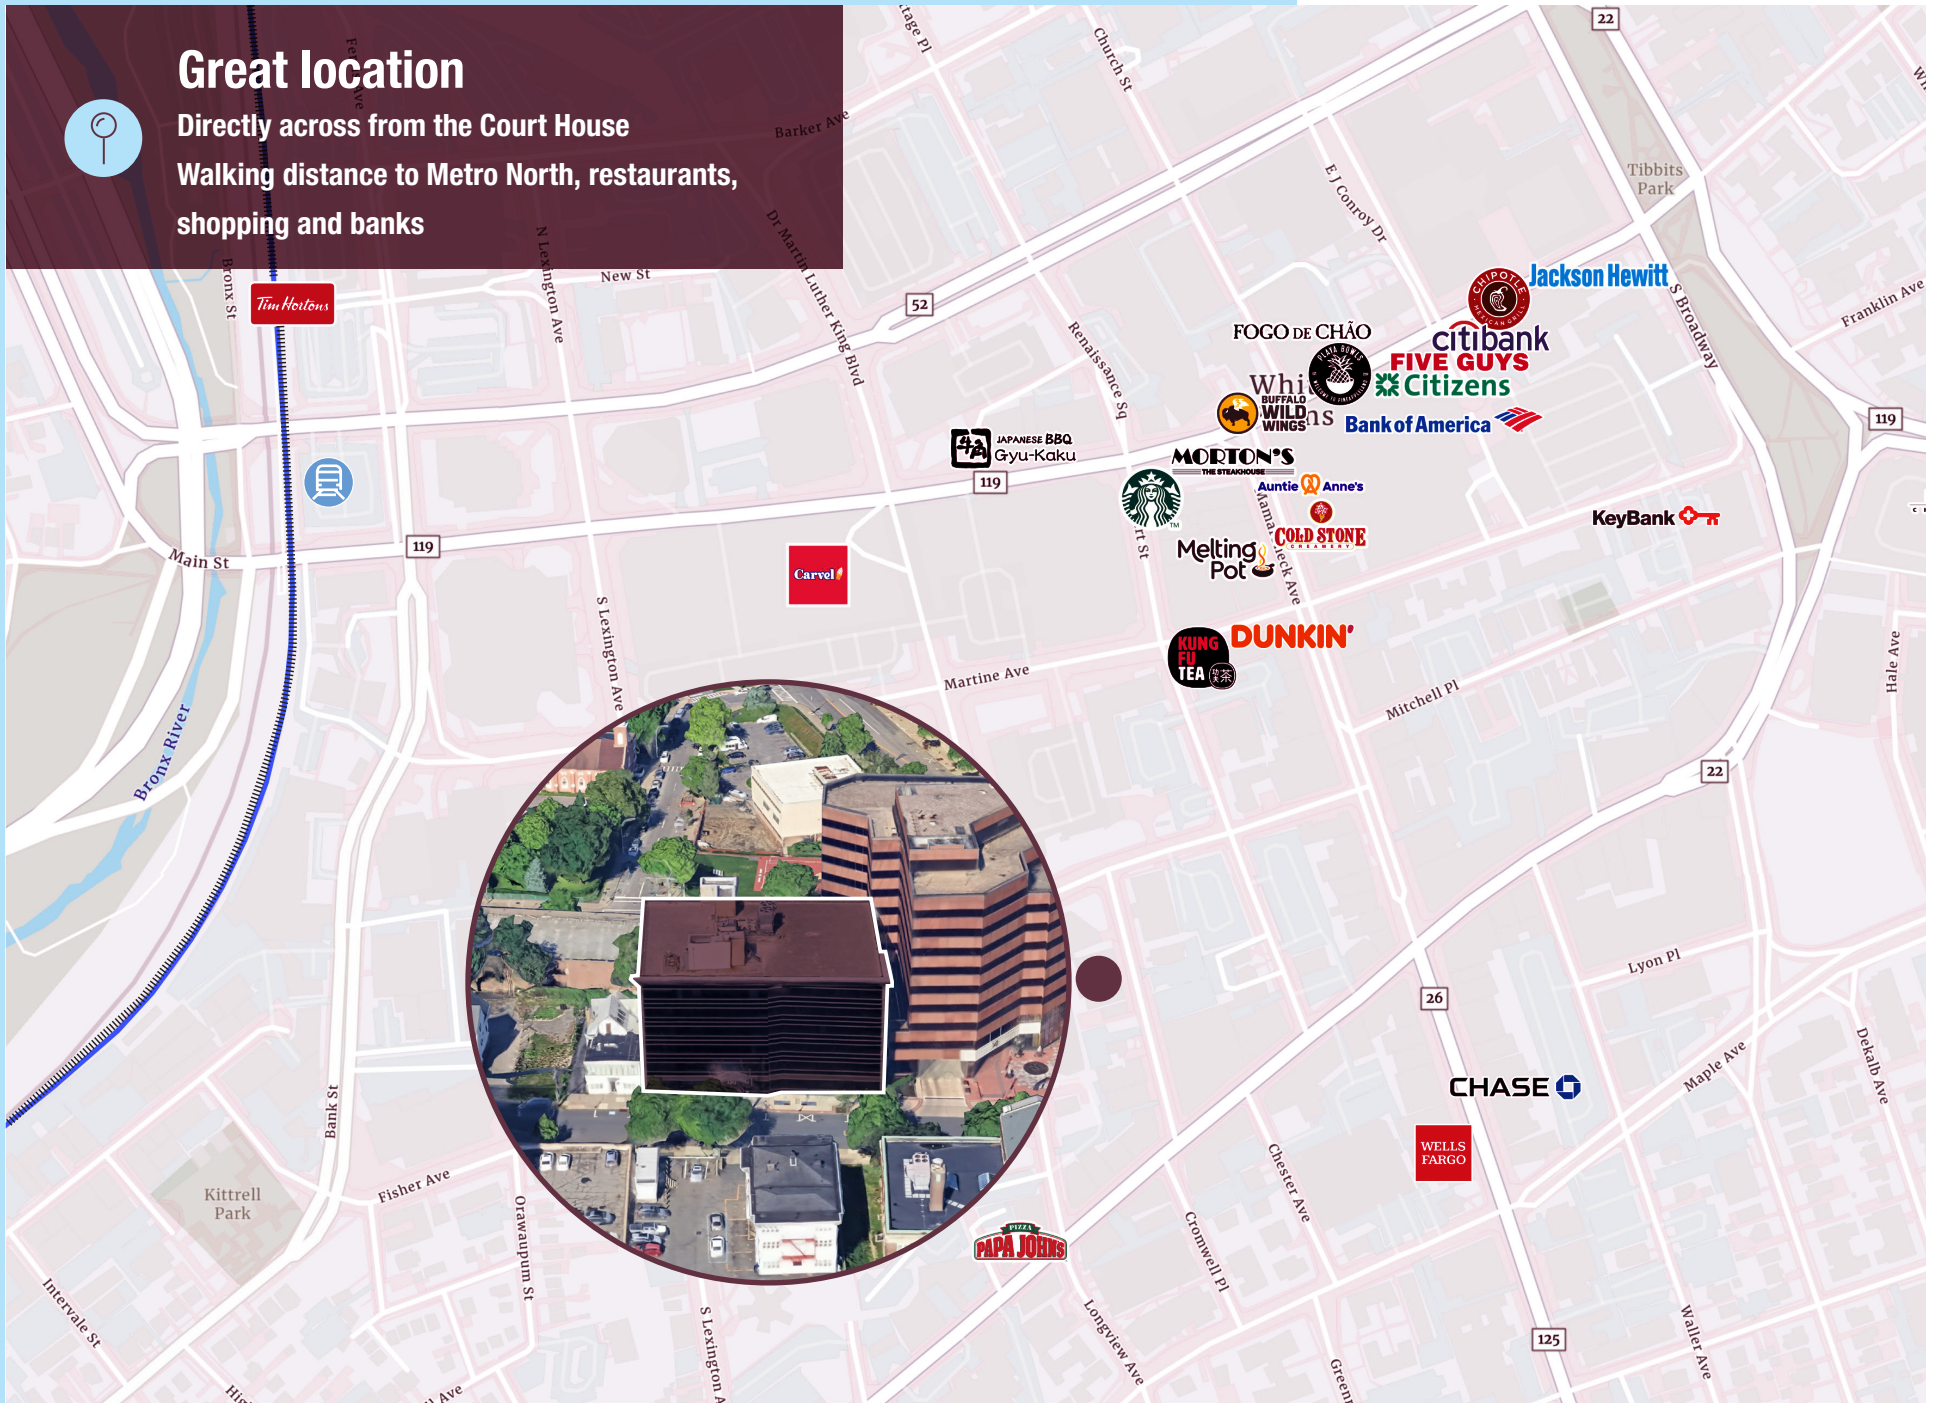 Great location
Directly across from the Court House
Walking distance to Metro North, restaurants,
shopping and banks
Church St
22
Barker Ave
Tibbits
Park
E J Conroy Dr
Dr Martin Luther King Blvd
N Lexington Ave
New St
Bronx St
Tim Hortons
52
Renaissance Sq
CHIPOTLE
MEXICAN GRILL
Jackson Hewitt
S Broadway
Franklin Ave
FOGO DE CHÃO
citibank
PLAYA BOWLS
FIVE GUYS
Citizens
BUFFALO
WILD
WINGS
Bank of America
119
JAPANESE BBQ
Gyu-Kaku
MORTON'S
THE STEAKHOUSE
119
Auntie Anne's
COLD STONE
CREAMERY
KeyBank
Main St
119
Carvel
Melting
Pot
S Lexington Ave
KUNG
FU
TEA
DUNKIN'
Martine Ave
Mitchell Pl
Hale Ave
Bronx River
22
Lyon Pl
26
Maple Ave
Dekalb Ave
CHASE
Bank St
WELLS
FARGO
Kittrell
Park
Fisher Ave
Orawaupum St
Chester Ave
Cromwell Pl
PIZZA
PAPA JOHNS
Intervale St
S Lexington A
Longview Ave
125
Waller Ave